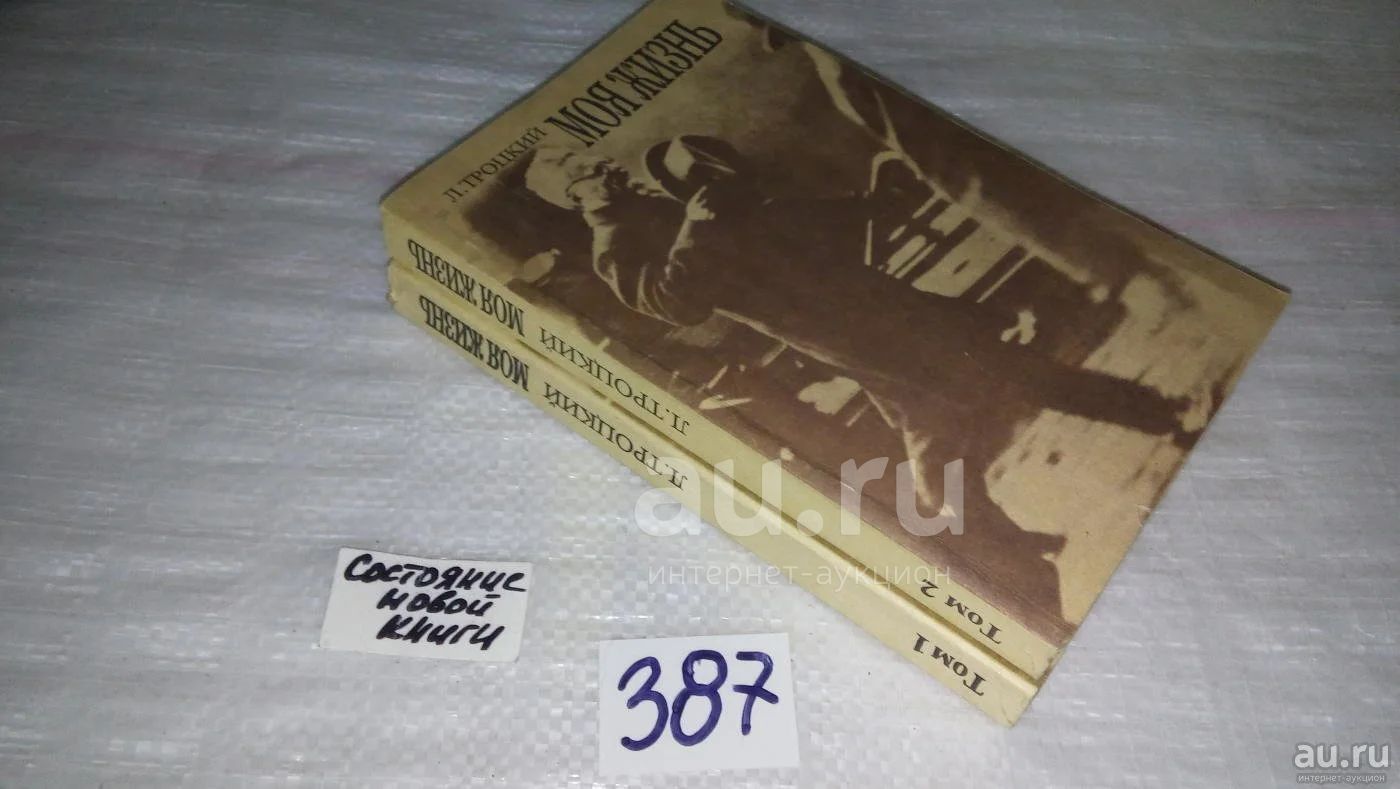 Л. ТРОЦКИЙ
МОЯ ЖИЗНЬ
Л. ТРОЦКИЙ МОЯ ЖИЗНЬ
Том 2
Л. ТРОЦКИЙ МОЯ ЖИЗНЬ
Том 1
au.ru
интернет-аукцион
Состояние
новой
книги
387
au.ru
интернет-аукцион